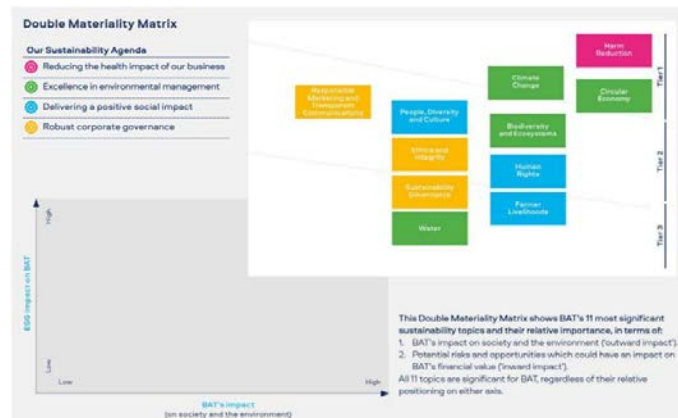 Double Materiality Matrix
Our Sustainability Agenda
Reducing the health impact of our business
Excellence in environmental management
Delivering a positive social impact
Robust corporate governance
Harm
Reduction
Tier 1
Climate
Change
Circular
Economy
Responsible
Marketing and
Transparent
Communications
People, Diversity
and Culture
Biodiversity
and Ecosystems
Tier 2
Ethics and
Integrity
Human
Rights
Sustainability
Governance
Farmer
Livelihoods
Water
Tier 3
High
ESG impact on BAT
Low
Low
High
BAT's impact
(on society and the environment)
This Double Materiality Matrix shows BAT's 11 most significant
sustainability topics and their relative importance, in terms of:
1. BAT's impact on society and the environment ('outward impact').
2. Potential risks and opportunities which could have an impact on
BAT's financial value ('inward impact').
All 11 topics are significant for BAT, regardless of their relative
positioning on either axis.